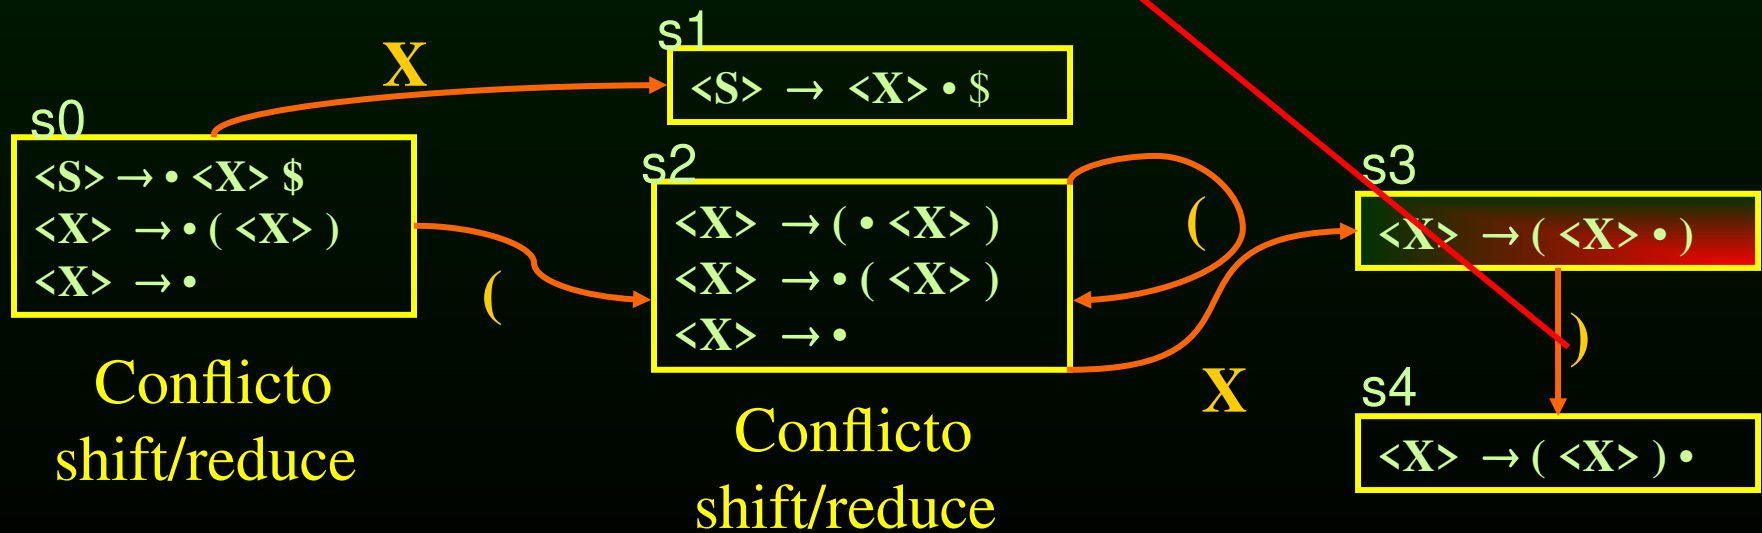 s0
<S> → • <X> $
<X> → • ( <X> )
<X> → •
Conflicto
shift/reduce
X
(
s1
<S> → <X> • $
s2
<X> → ( • <X> )
<X> → • ( <X> )
<X> → •
Conflicto
shift/reduce
(
X
s3
<X> → ( <X> • )
)
s4
<X> → ( <X> ) •